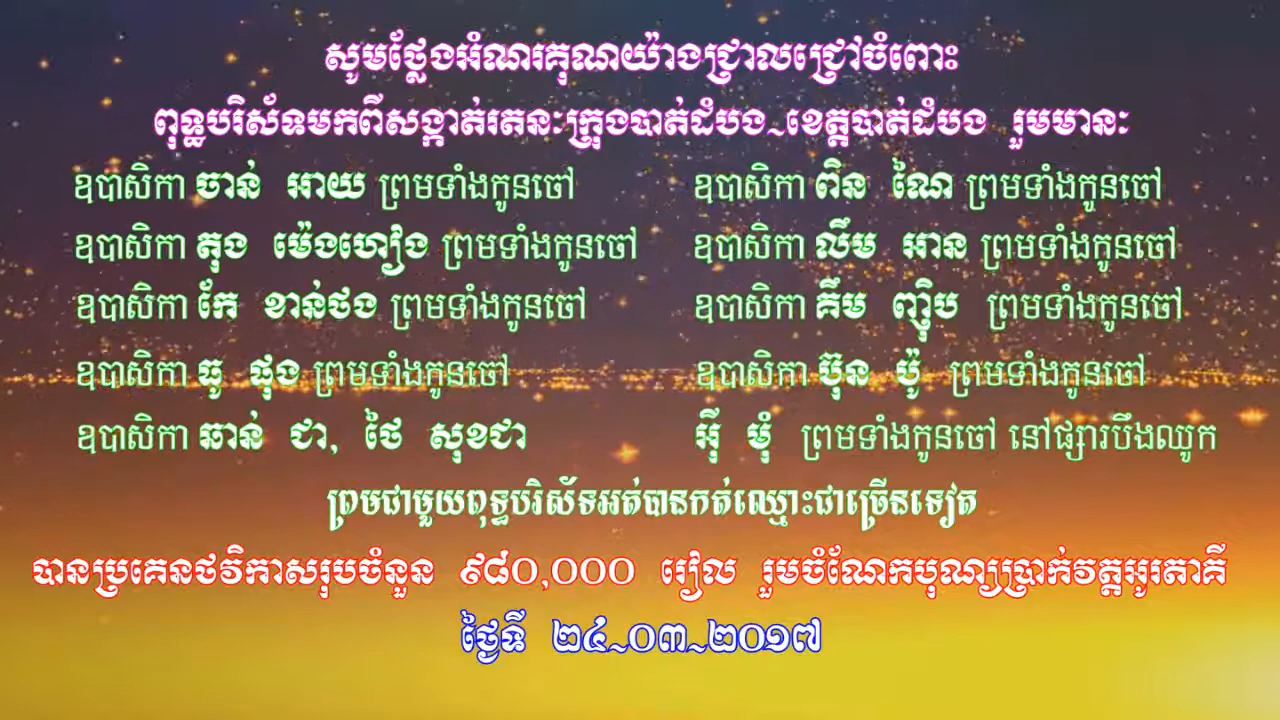 សូមថ្លែងអំណរគុណយ៉ាងជ្រាលជ្រៅចំពោះ
ពុទ្ធបរិស័ទមកពីសង្កាត់រតនៈក្រុងបាត់ដំបង~ខេត្តបាត់ដំបង រួមមានៈ
ឧបាសិកា ចាន់ អាយ ព្រមទាំងកូនចៅ
ឧបាសិកា ពិន ណៃ ព្រមទាំងកូនចៅ
ឧបាសិកា តុង ម៉េងហៀង ព្រមទាំងកូនចៅ
ឧបាសិកា លឹម អាន ព្រមទាំងកូនចៅ
ឧបាសិកា កែ ខាន់ថង ព្រមទាំងកូនចៅ
ឧបាសិកា គឹម ញ៉ិប ព្រមទាំងកូនចៅ
ឧបាសិកា ធូ ផុង ព្រមទាំងកូនចៅ
ឧបាសិកា ប៊ុន ប៉ូ ព្រមទាំងកូនចៅ
ឧបាសិកា ឆាន់ ជា, ថៃ សុខជា
អ៊ី មុំ ព្រមទាំងកូនចៅ នៅផ្សារបឹងឈូក
ព្រមជាមួយពុទ្ធបរិស័ទអត់បានកត់ឈ្មោះជាច្រើនទៀត
បានប្រគេនថវិកាសរុបចំនួន ៩៨០,០០០ រៀល រួមចំណែកបុណ្យប្រាក់វត្តអូរតាគី
ថ្ងៃទី ២៤~០៣~២០១៧